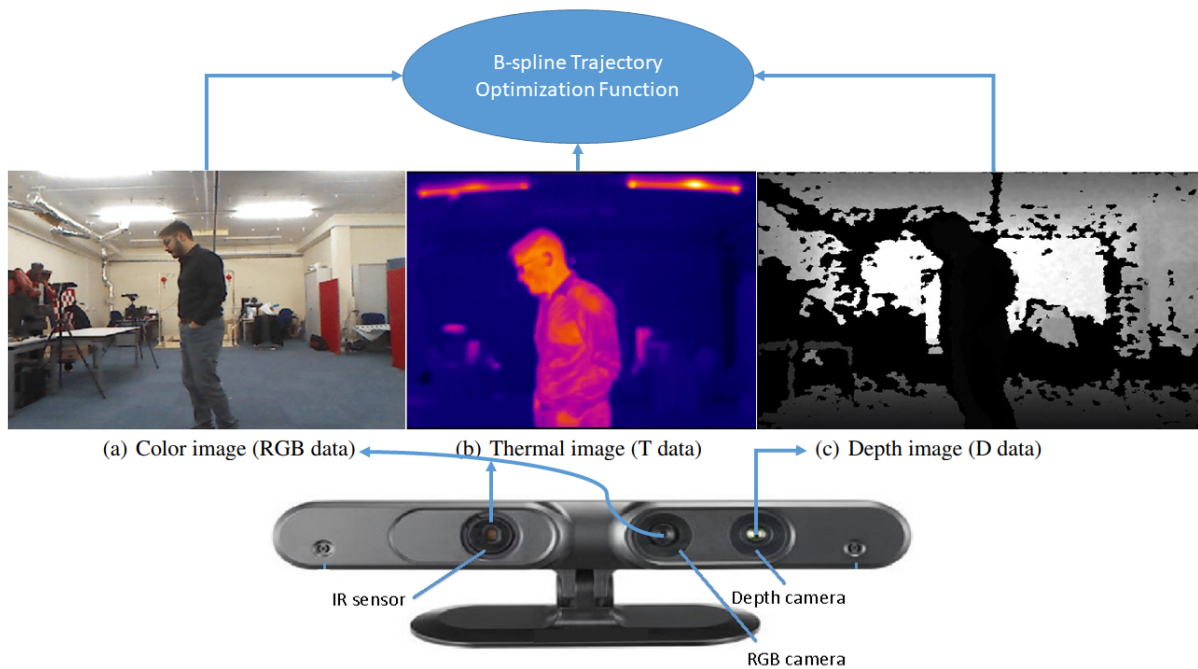 B-spline Trajectory
Optimization Function
(a) Color image (RGB data)
(b) Thermal image (T data)
(c) Depth image (D data)
IR sensor
Depth camera
RGB camera